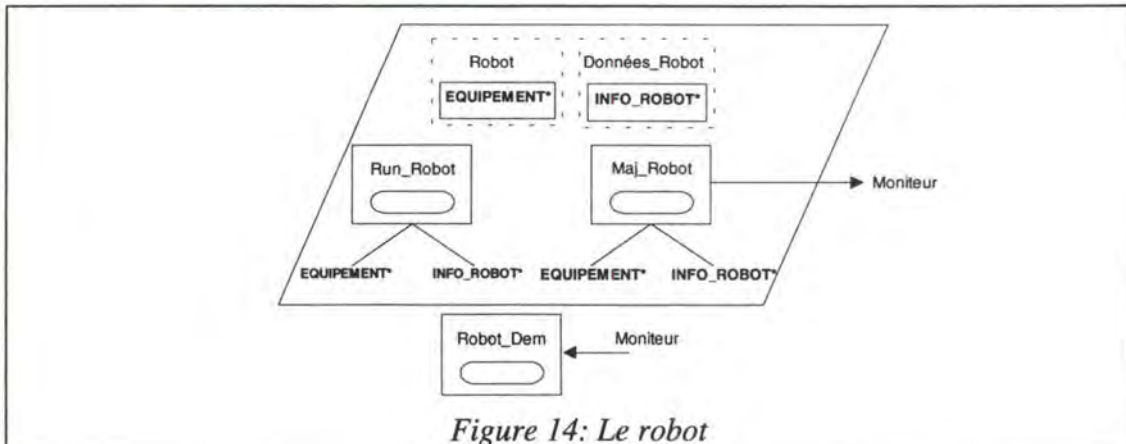 Robot
Données_Robot
EQUIPEMENT*
INFO_ROBOT*
Run_Robot
Maj_Robot
Moniteur
EQUIPEMENT*
INFO_ROBOT*
EQUIPEMENT*
INFO_ROBOT*
Robot_Dem
Moniteur
Figure 14: Le robot